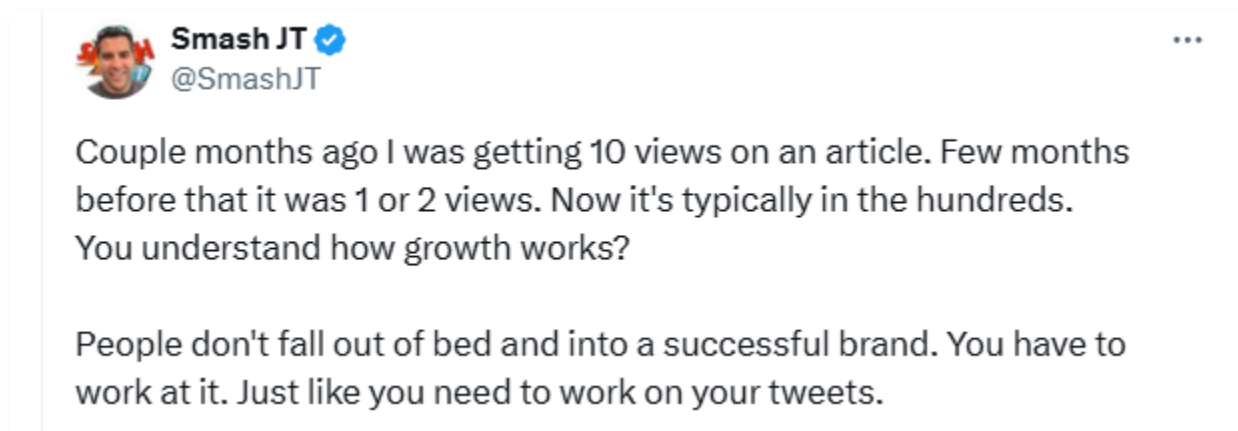 Smash JT
@SmashJT
Couple months ago I was getting 10 views on an article. Few months
before that it was 1 or 2 views. Now it's typically in the hundreds.
You understand how growth works?
People don't fall out of bed and into a successful brand. You have to
work at it. Just like you need to work on your tweets.